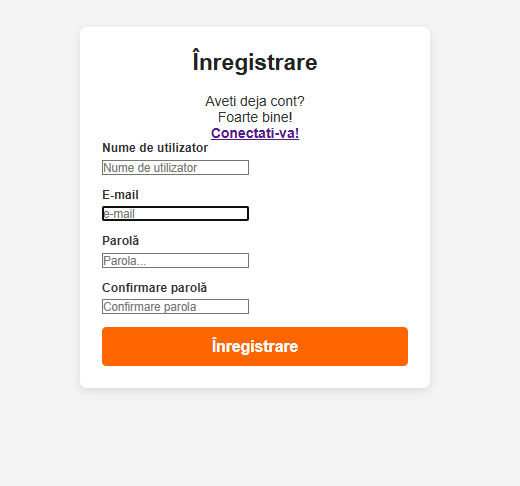 Înregistrare
Aveti deja cont?
Foarte bine!
Conectati-va!
Nume de utilizator
Nume de utilizator
E-mail
e-mail
Parolă
Parola...
Confirmare parolă
Confirmare parola
Înregistrare